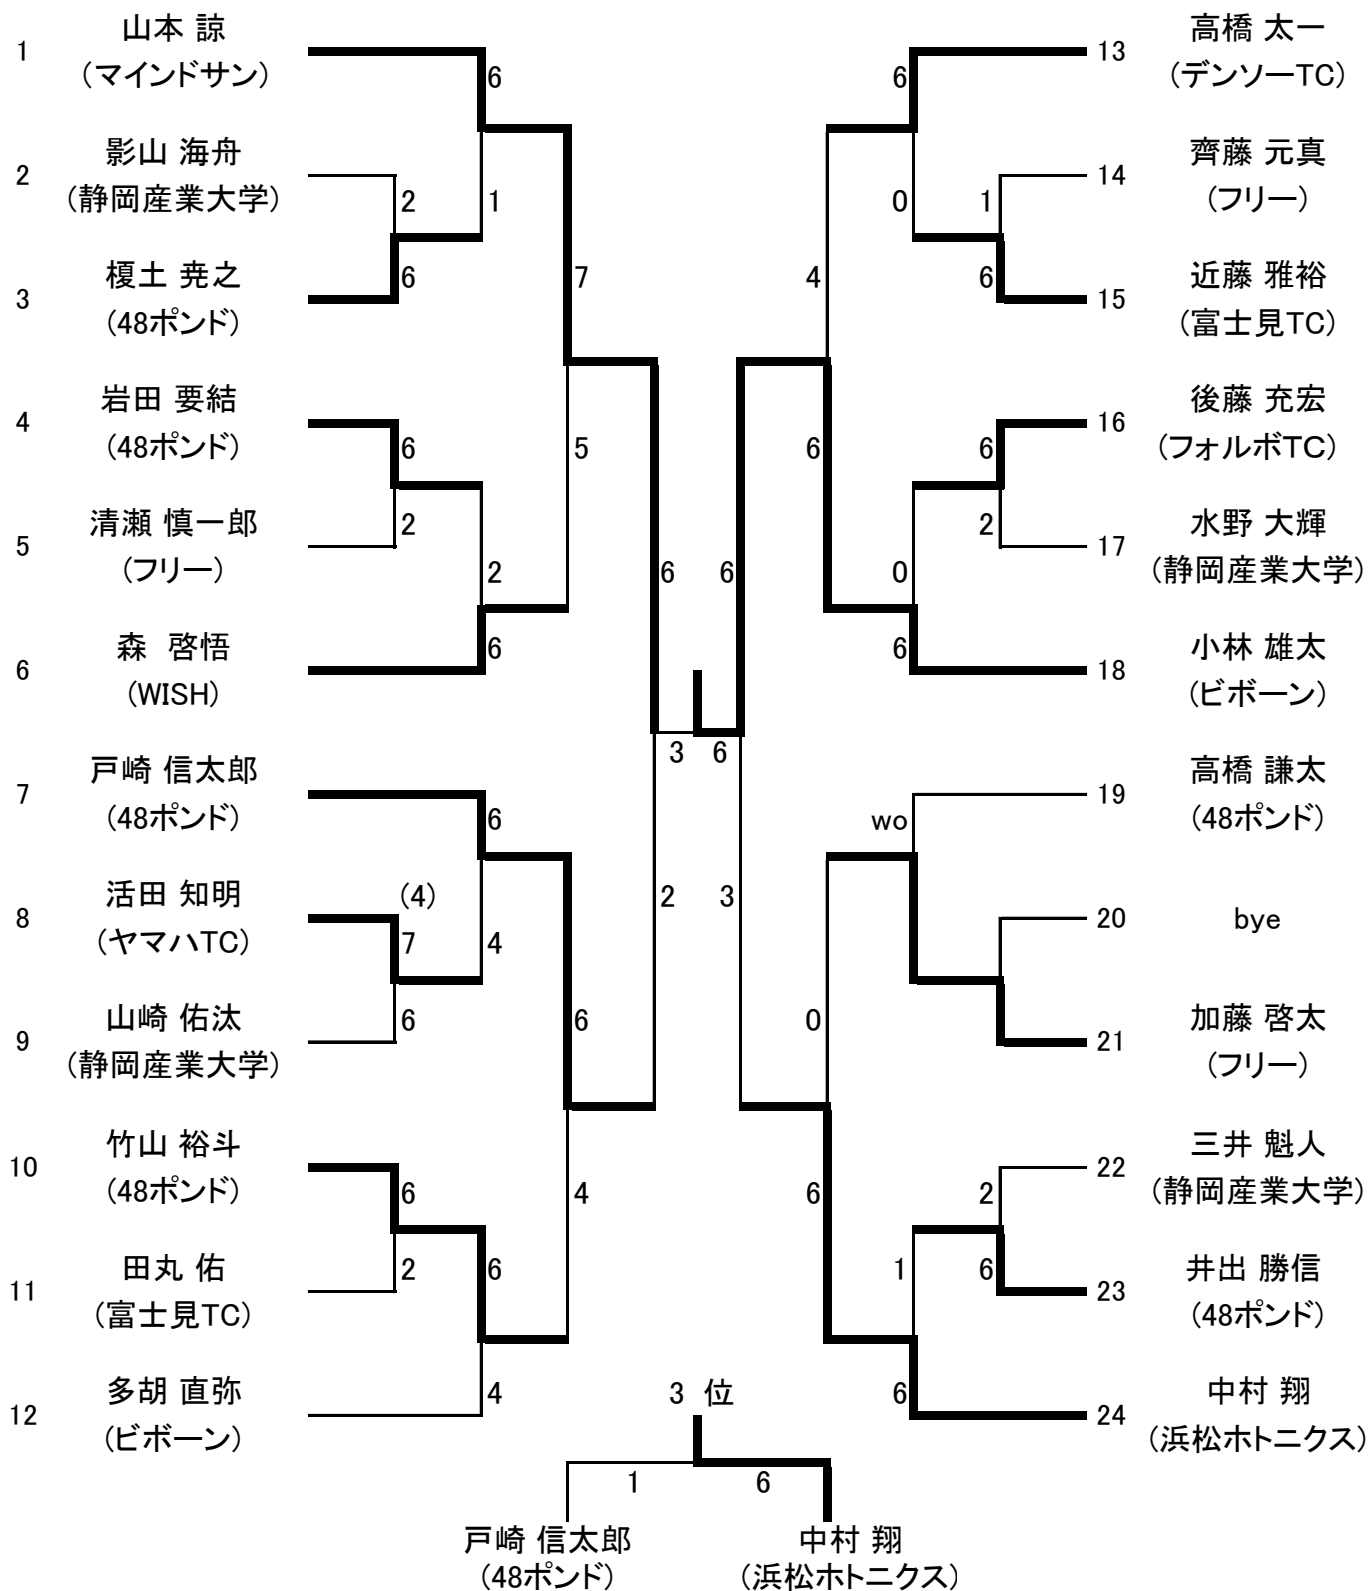 1
山本 諒
(マインドサン)
2
影山 海舟
(静岡産業大学)
3
榎土 尭之
(48ポンド)
4
岩田 要結
(48ポンド)
5
清瀬 慎一郎
(フリー)
6
森 啓悟
(WISH)
7
戸崎 信太郎
(48ポンド)
8
活田 知明
(ヤマハTC)
9
山崎 佑汰
(静岡産業大学)
10
竹山 裕斗
(48ポンド)
11
田丸 佑
(富士見TC)
12
多胡 直弥
(ビボーン)
2
6
6
2
(4)
7
6
6
2
6
1
2
6
6
4
6
4
7
5
6
4
6
2
3
6
6
3
4
6
0
6
6
0
0
6
wo
1
6
1
6
6
2
2
6
13
高橋 太一
(デンソーTC)
14
齊藤 元真
(フリー)
15
近藤 雅裕
(富士見TC)
16
後藤 充宏
(フォルボTC)
17
水野 大輝
(静岡産業大学)
18
小林 雄太
(ビボーン)
19
高橋 謙太
(48ポンド)
20
bye
21
加藤 啓太
(フリー)
22
三井 魁人
(静岡産業大学)
23
井出 勝信
(48ポンド)
24
中村 翔
(浜松ホトニクス)
3 位
1
6
戸崎 信太郎
(48ポンド)
中村 翔
(浜松ホトニクス)